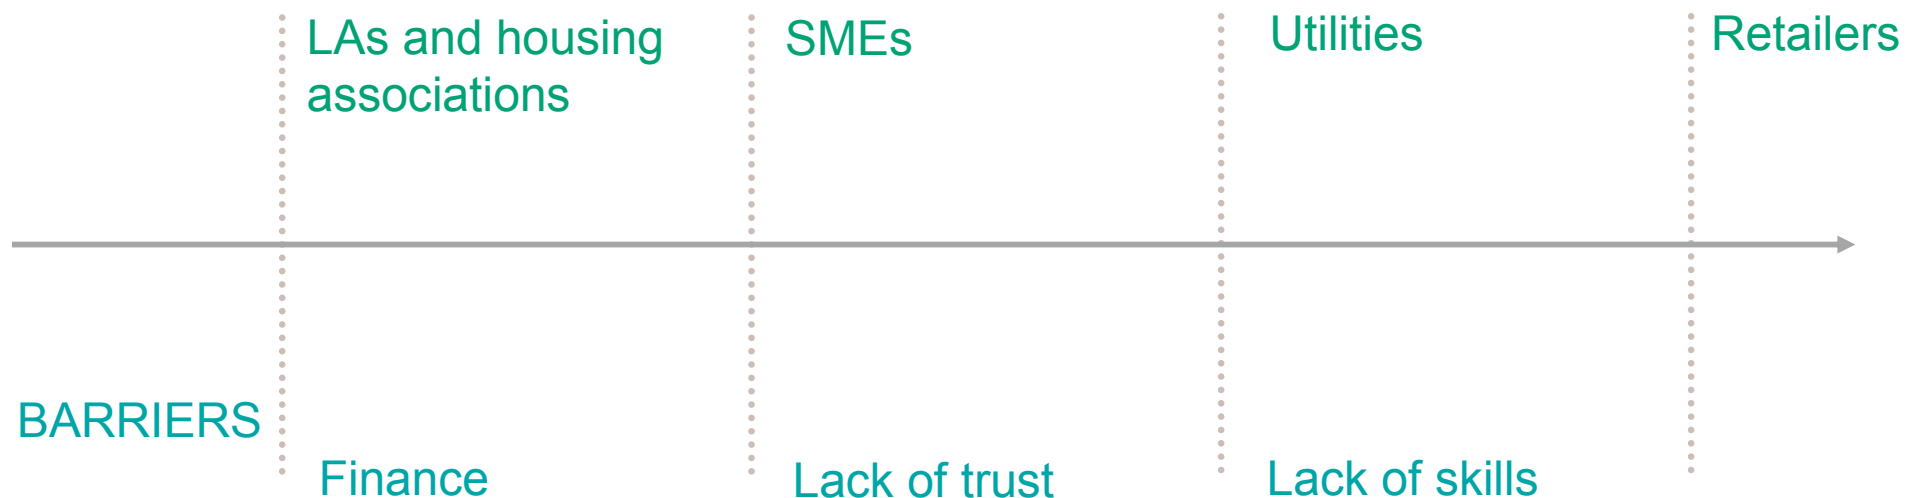 LAs and housing
associations
SMEs
Utilities
Retailers
BARRIERS
Finance
Lack of trust
Lack of skills